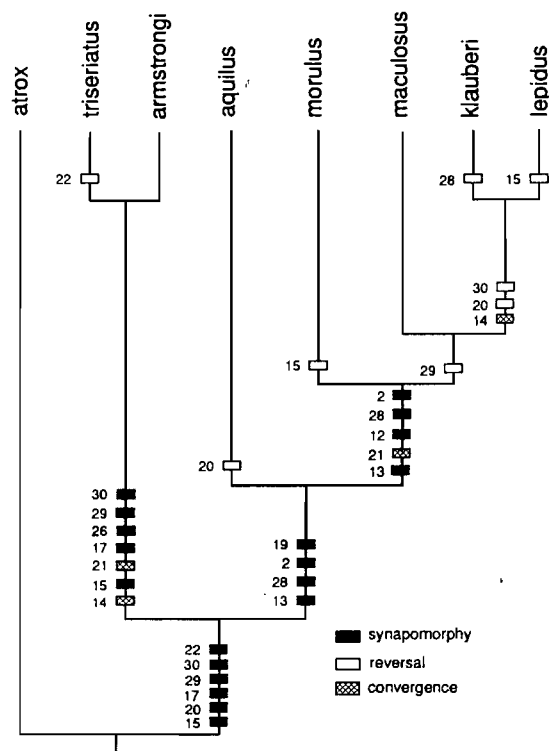 atrox
triseriatus
armstrongi
aquilus
morulus
maculosus
klauberi
lepidus
22
28
15
30
20
14
15
29
2
28
12
21
13
20
30
29
26
17
21
15
14
19
2
28
13
22
30
29
17
20
15
synapomorphy
reversal
convergence